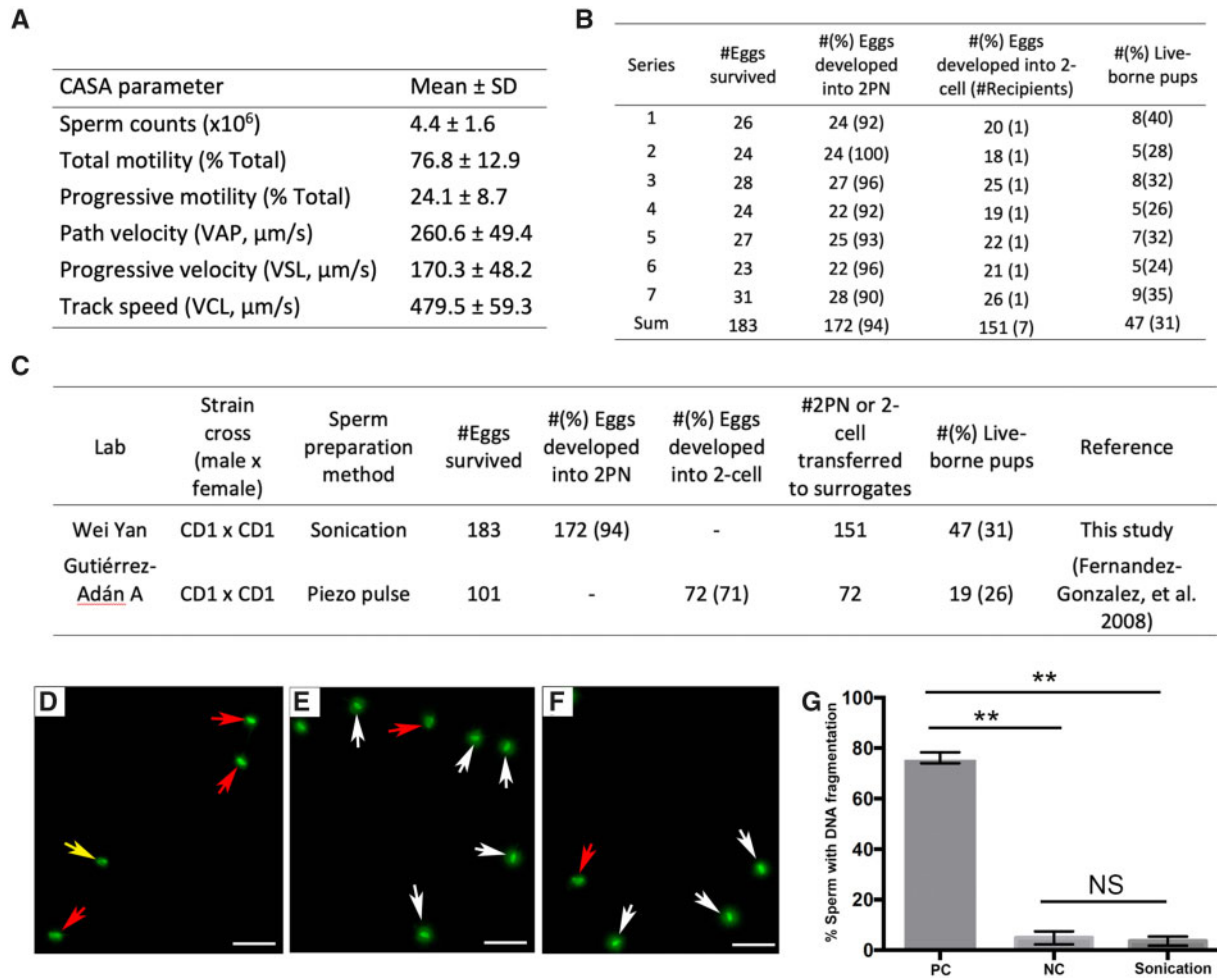 A
CASA parameter Mean ± SD
Sperm counts (x10⁶) 4.4 ± 1.6
Total motility (% Total) 76.8 ± 12.9
Progressive motility (% Total) 24.1 ± 8.7
Path velocity (VAP, µm/s) 260.6 ± 49.4
Progressive velocity (VSL, µm/s) 170.3 ± 48.2
Track speed (VCL, µm/s) 479.5 ± 59.3
B
Series
#Eggs
survived
#(%) Eggs
developed
into 2PN
#(%) Eggs
developed into 2-
cell (#Recipients)
#(%) Live-
borne pups
1 26 24 (92) 20 (1) 8(40)
2 24 24 (100) 18 (1) 5(28)
3 28 27 (96) 25 (1) 8(32)
4 24 22 (92) 19 (1) 5(26)
5 27 25 (93) 22 (1) 7(32)
6 23 22 (96) 21 (1) 5(24)
7 31 28 (90) 26 (1) 9(35)
Sum 183 172 (94) 151 (7) 47 (31)
C
Lab
Strain
cross
(male x
female)
Sperm
preparation
method
#Eggs
survived
#(%) Eggs
developed
into 2PN
#(%) Eggs
developed
into 2-cell
#2PN or 2-
cell
transferred
to surrogates
#(%) Live-
borne pups
Reference
Wei Yan CD1 x CD1 Sonication 183 172 (94) - 151 47 (31) This study
Gutiérrez-
Adán A
CD1 x CD1 Piezo pulse 101 - 72 (71) 72 19 (26)
(Fernandez-
Gonzalez, et al.
2008)
D
E
F
G
% Sperm with DNA fragmentation
100
80
60
40
20
0
**
**
NS
PC NC Sonication